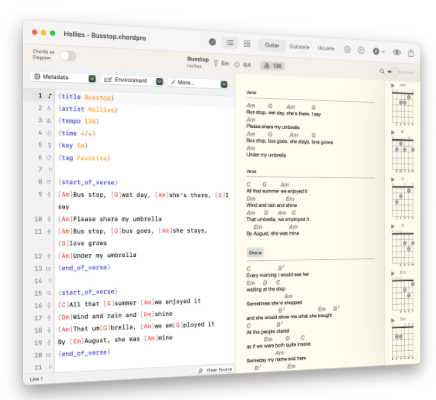 Hollies - Busstop.chordpro
Chords as
Diagram
Busstop
Hollies
Em
4/4
136
Guitar
Guitalele
Ukulele
Metadata
Environment
More...
1 {title Busstop}
2 {artist Hollies}
3 {tempo 136}
4 {time 4/4}
5 {key Em}
6 {tag Favorite}
7
8 {start_of_verse}
9 [Am]Bus stop, [G]wet day, [Am]she's there, [G]I
say
10 [Am]Please share my umbrella
11 [Am]Bus stop, [G]bus goes, [Am]she stays,
[G]love grows
12 [Am]Under my umbrella
13 {end_of_verse}
14
15 {start_of_verse}
16 [C]All that [G]summer [Am]we enjoyed it
17 [Dm]Wind and rain and [Em]shine
18 [Am]That um[G]brella, [Am]we em[G]ployed it
19 By [Em]August, she was [Am]mine
20 {end_of_verse}
21
Line 1
Clear Source
Verse
Am G Am G
Bus stop, wet day, she's there, I say
Am
Please share my umbrella
Am G Am G
Bus stop, bus goes, she stays, love grows
Am
Under my umbrella
Verse
C G Am
All that summer we enjoyed it
Dm Em
Wind and rain and shine
Am G Am G
That umbrella, we employed it
Em Am
By August, she was mine
Chorus
C B7
Every morning I would see her
Em D C
waiting at the stop
Am
Sometimes she'd shopped
Em B7
and she would show me what she bought
C B7
All the people stared
Em D C
as if we were both quite insane
Am
Someday my name and hers
B7 Em